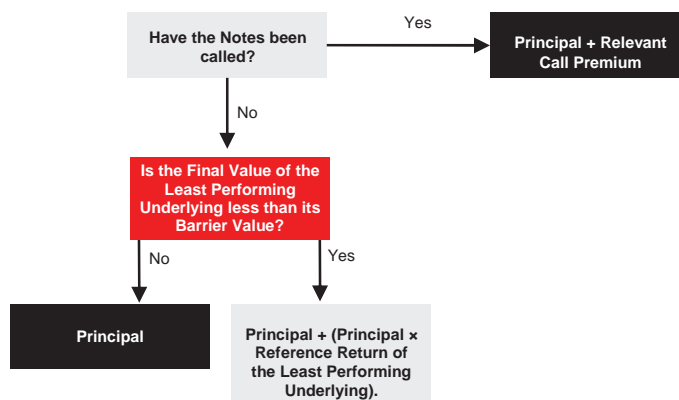 Have the Notes been
called?
Yes
Principal + Relevant
Call Premium
No
Is the Final Value of the
Least Performing
Underlying less than its
Barrier Value?
No
Yes
Principal
Principal + (Principal ×
Reference Return of
the Least Performing
Underlying).